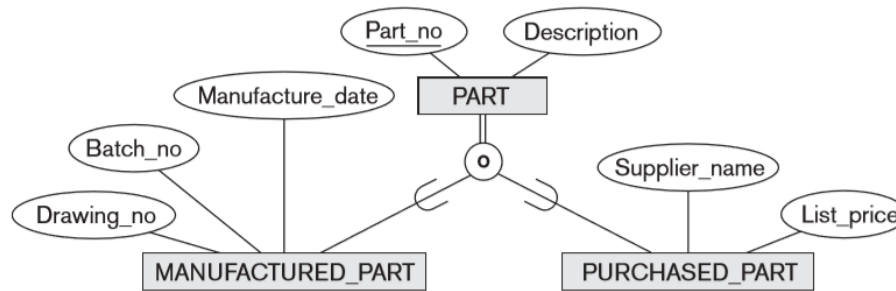 Part_no
Description
Manufacture_date
PART
Batch_no
o
Supplier_name
Drawing_no
List_price
MANUFACTURED_PART
PURCHASED_PART